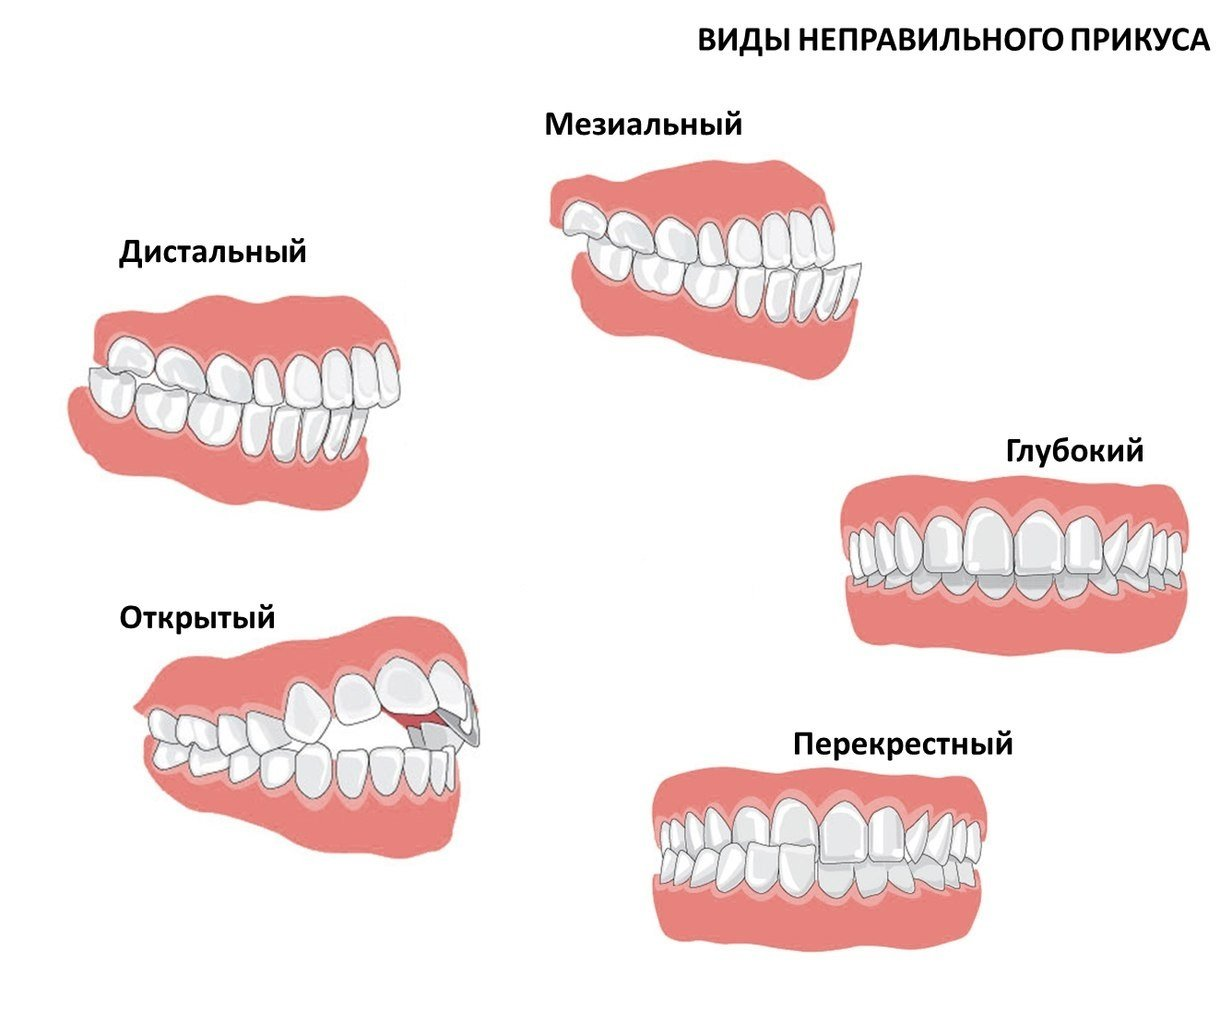 ВИДЫ НЕПРАВИЛЬНОГО ПРИКУСА
Мезиальный
Дистальный
Глубокий
Открытый
Перекрестный